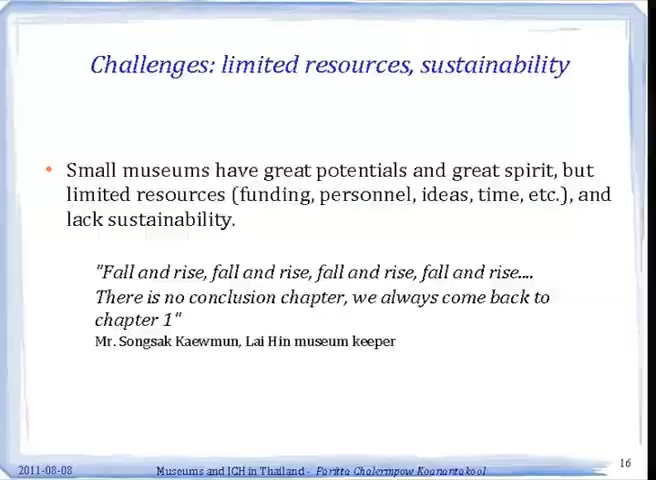 Challenges: limited resources, sustainability
• Small museums have great potentials and great spirit, but
limited resources (funding, personnel, ideas, time, etc.), and
lack sustainability.
"Fall and rise, fall and rise, fall and rise, fall and rise....
There is no conclusion chapter, we always come back to
chapter 1"
Mr. Songsak Kaewmun, Lai Hin museum keeper
2011-08-08
Museums and ICH in Thailand - Paritta Chalermpow Koanantakool
16